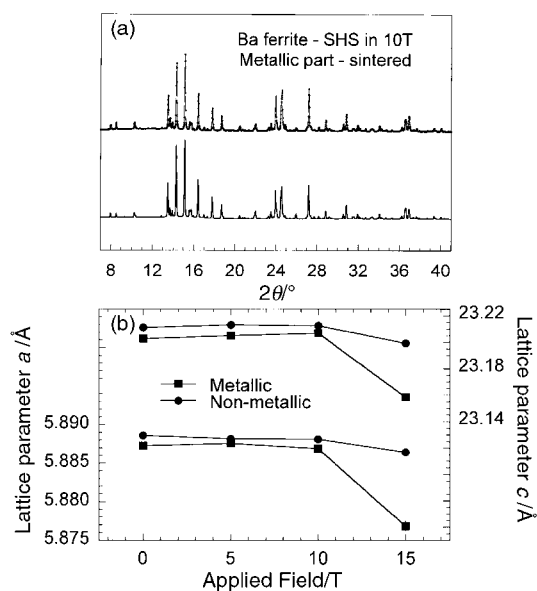 (a)
Ba ferrite - SHS in 10T
Metallic part - sintered
8 12 16 20 24 28 32 36 40
2θ/°
(b)
Lattice parameter a /Å
5.890
5.885
5.880
5.875
Metallic
Non-metallic
23.22
23.18
23.14
Lattice parameter c /Å
0 5 10 15
Applied Field/T